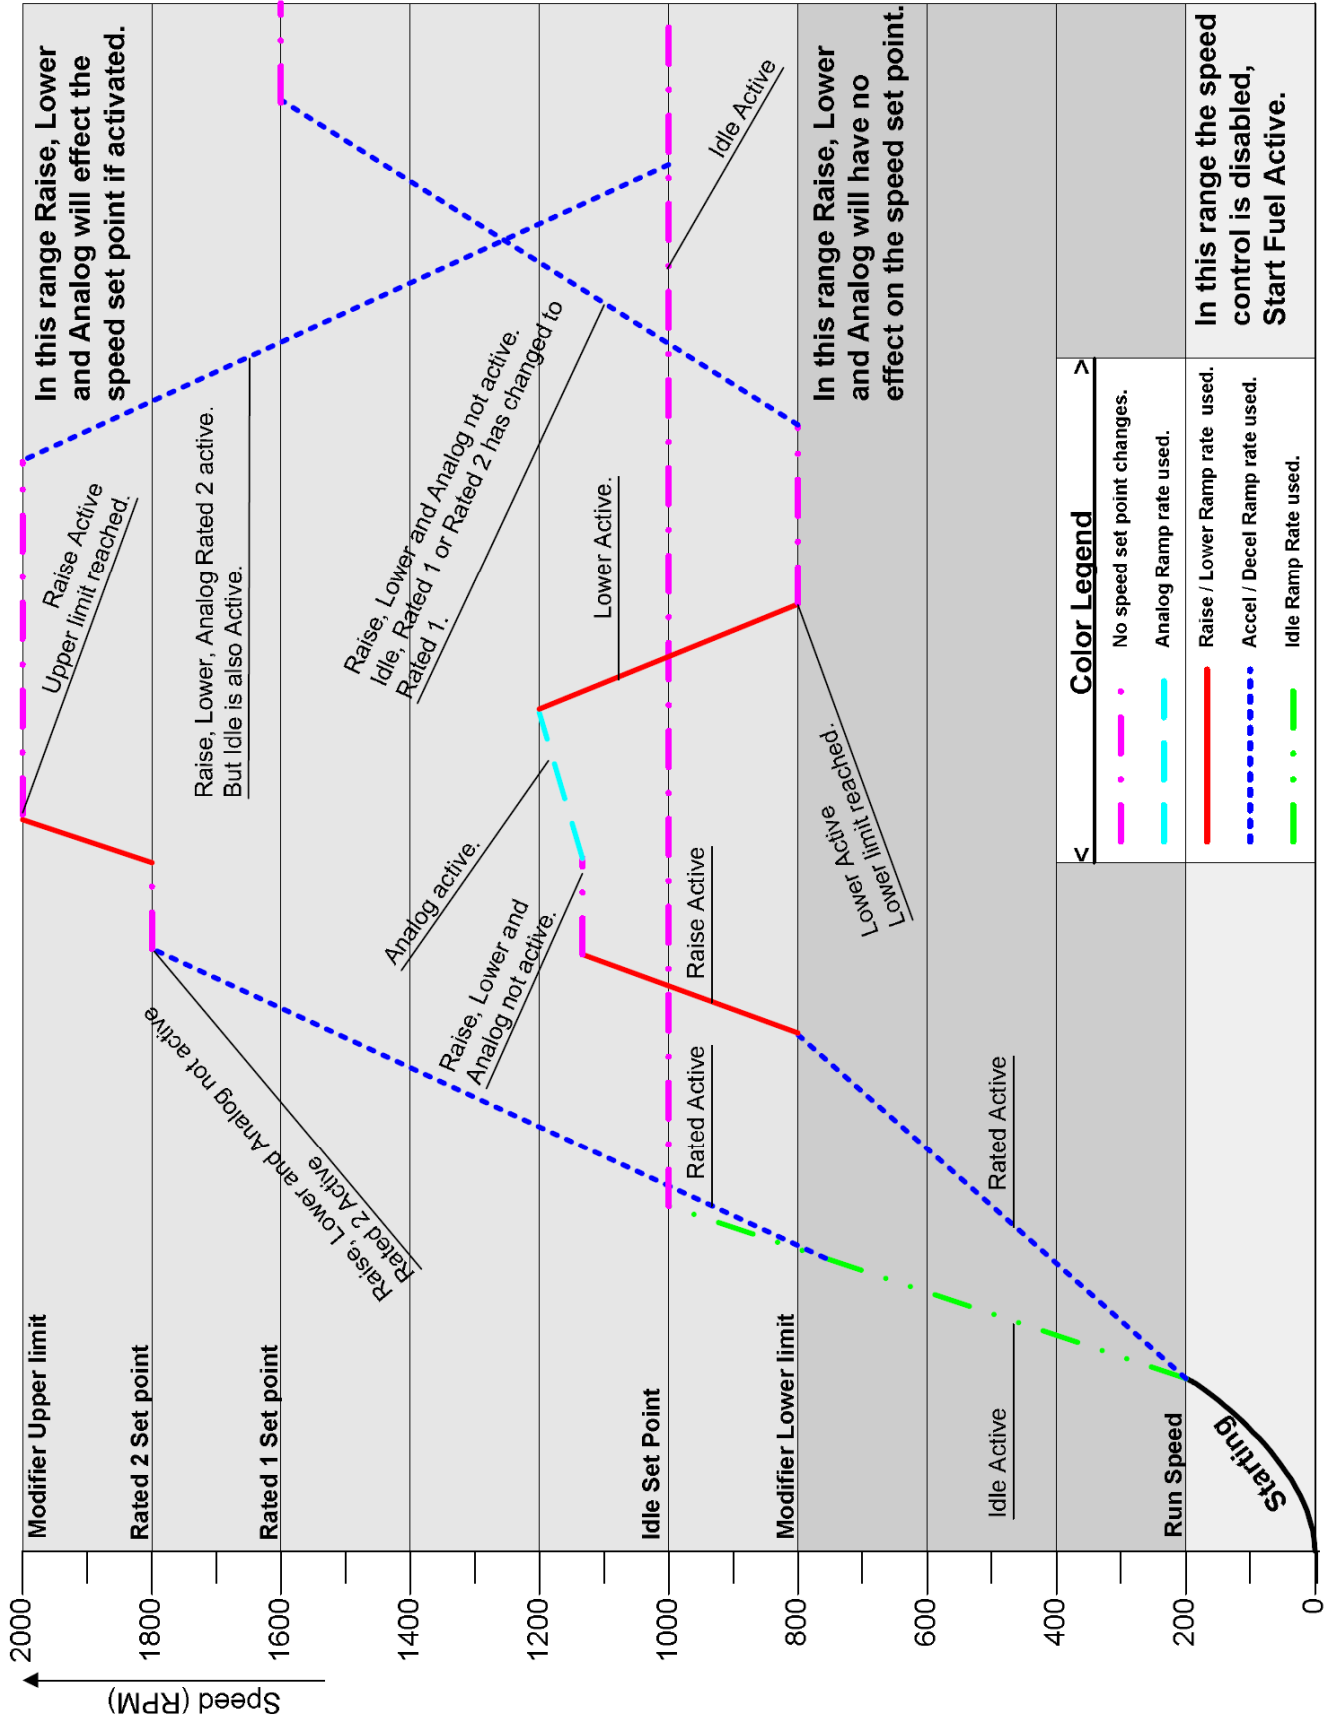 Speed (RPM)
2000
1800
1600
1400
1200
1000
800
600
400
200
0
Modifier Upper limit
Rated 2 Set point
Rated 1 Set point
Idle Set Point
Modifier Lower limit
Run Speed
Starting
In this range Raise, Lower
and Analog will effect the
speed set point if activated.
Raise Active
Upper limit reached.
Raise, Lower, Analog Rated 2 active.
But Idle is also Active.
Raise, Lower and Analog not active.
Idle, Rated 1 or Rated 2 has changed to
Rated 1.
Raise, Lower and Analog not active
Rated 2 Active
Analog active.
Raise, Lower and
Analog not active.
Lower Active.
Idle Active
Raise Active
Rated Active
In this range Raise, Lower
and Analog will have no
effect on the speed set point.
Lower Active
Lower limit reached.
Rated Active
Idle Active
< Color Legend >
No speed set point changes.
Analog Ramp rate used.
Raise / Lower Ramp rate used.
Accel / Decel Ramp rate used.
Idle Ramp Rate used.
In this range the speed
control is disabled,
Start Fuel Active.